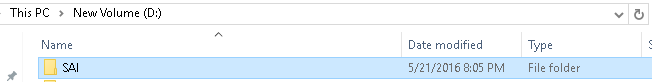 This PC > New Volume (D:)
Name Date modified Type
SAI 5/21/2016 8:05 PM File folder